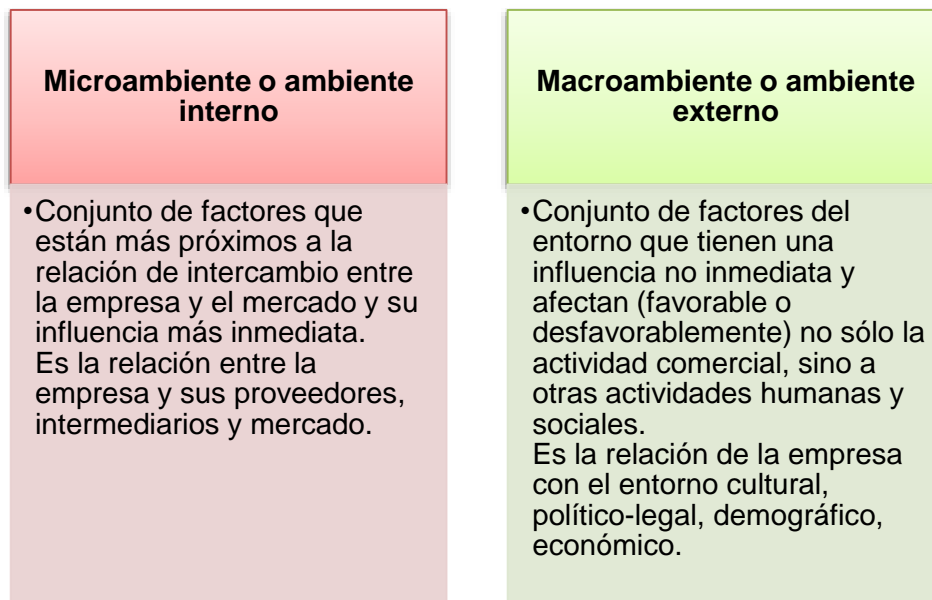 Microambiente o ambiente
interno
•Conjunto de factores que
están más próximos a la
relación de intercambio entre
la empresa y el mercado y su
influencia más inmediata.
Es la relación entre la
empresa y sus proveedores,
intermediarios y mercado.
Macroambiente o ambiente
externo
•Conjunto de factores del
entorno que tienen una
influencia no inmediata y
afectan (favorable o
desfavorablemente) no sólo la
actividad comercial, sino a
otras actividades humanas y
sociales.
Es la relación de la empresa
con el entorno cultural,
político-legal, demográfico,
económico.